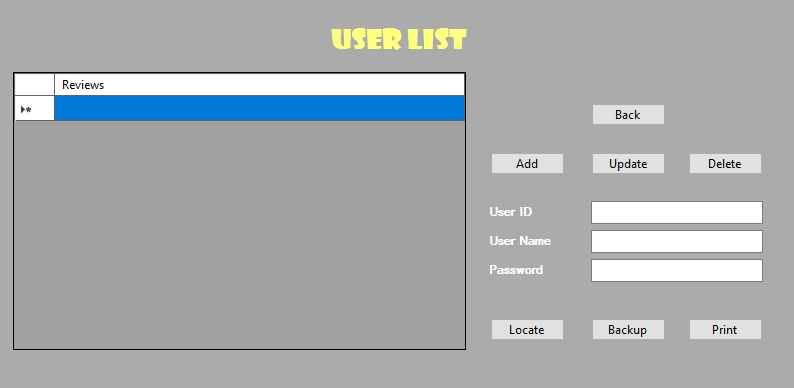 USER LIST
Reviews
Back
Add Update Delete
User ID
User Name
Password
Locate Backup Print